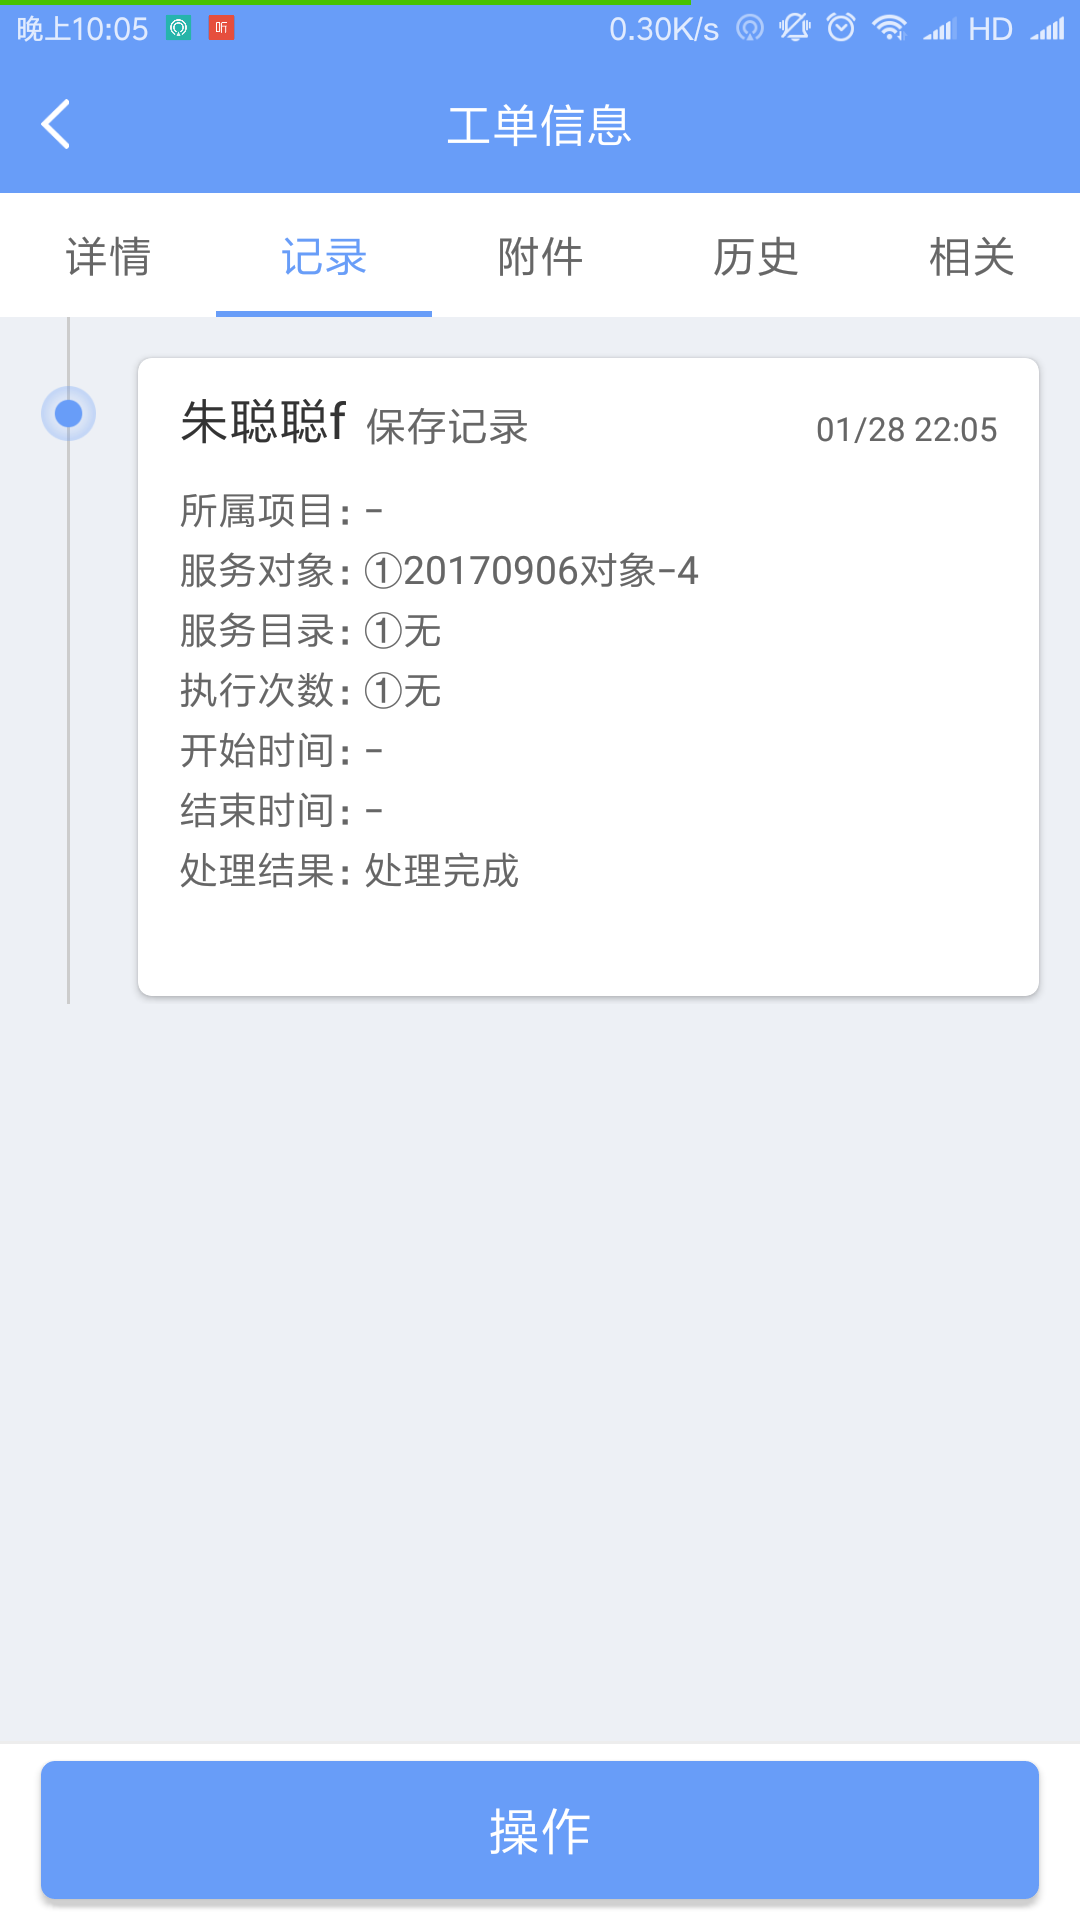 晚上10:05 听 0.30K/s HD
工单信息
详情 记录 附件 历史 相关
朱聪聪f 保存记录 01/28 22:05
所属项目: -
服务对象: ①20170906对象-4
服务目录: ①无
执行次数: ①无
开始时间: -
结束时间: -
处理结果: 处理完成
操作